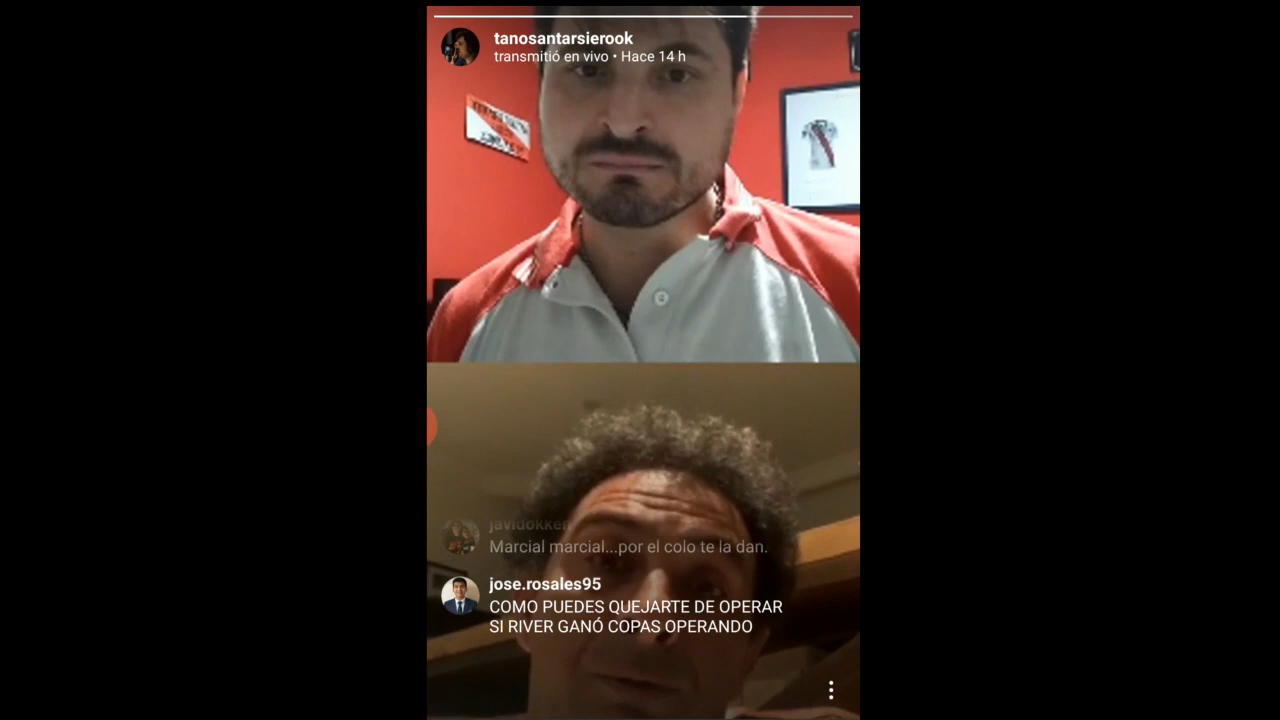 tanosantarsierook
transmitió en vivo • Hace 14 h
javidokken
Marcial marcial...por el colo te la dan.
jose.rosales95
COMO PUEDES QUEJARTE DE OPERAR
SI RIVER GANÓ COPAS OPERANDO